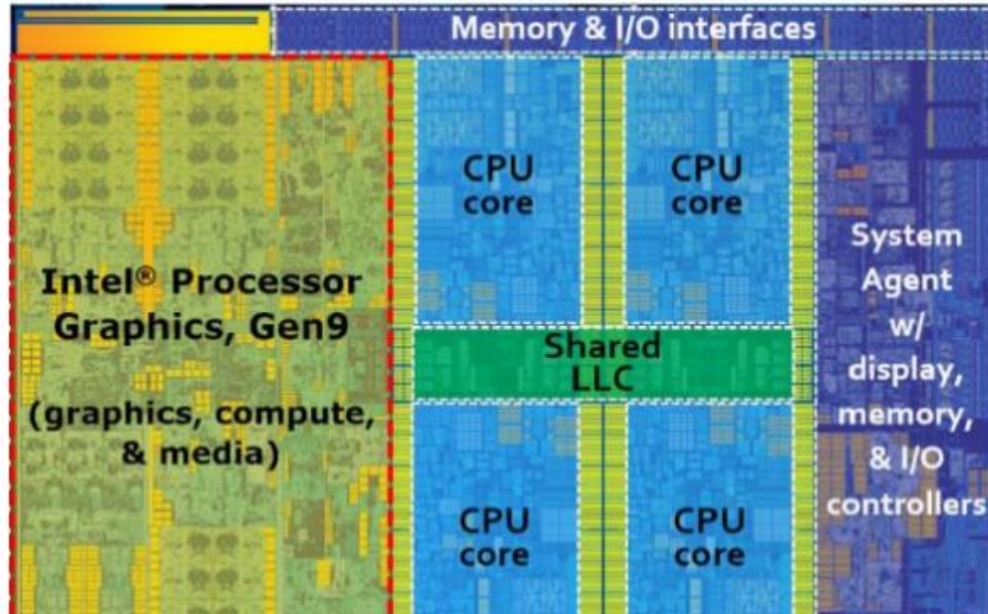 Memory & I/O interfaces
CPU
core
CPU
core
Intel® Processor
Graphics, Gen9
(graphics, compute,
& media)
Shared
LLC
System
Agent
w/
display,
memory,
& I/O
controllers
CPU
core
CPU
core